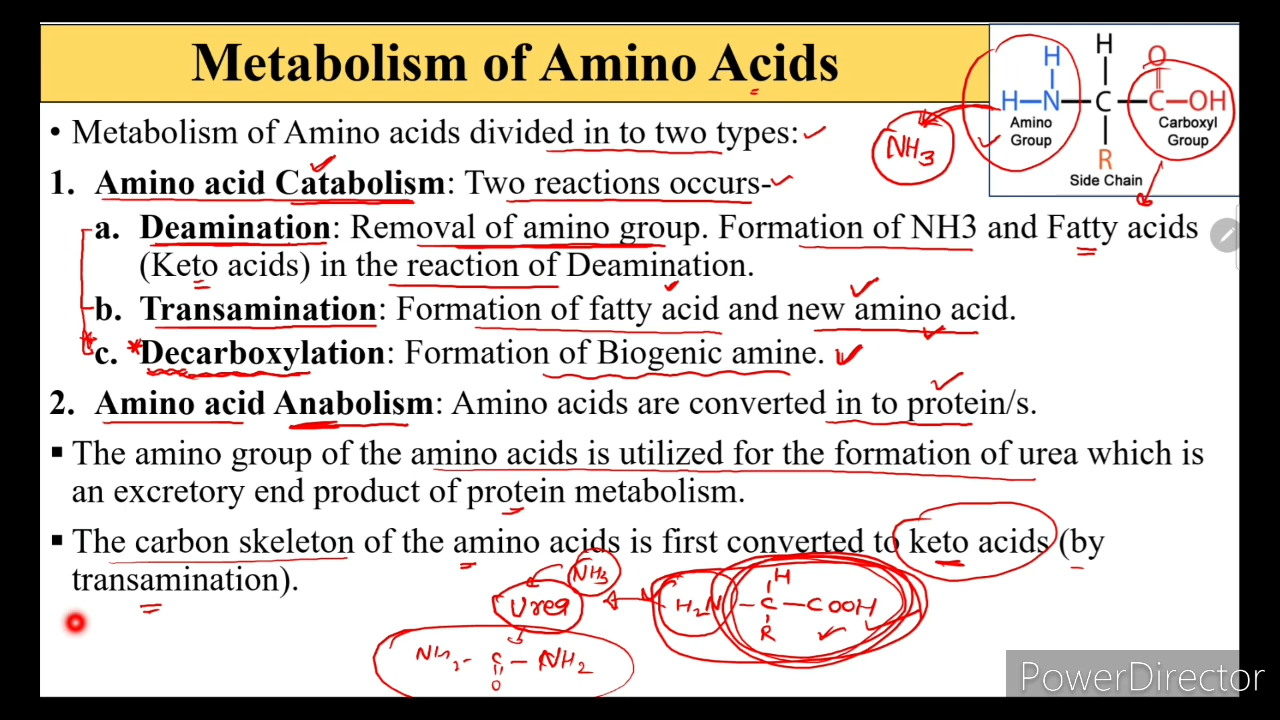 Metabolism of Amino Acids
• Metabolism of Amino acids divided in to two types:
1. Amino acid Catabolism: Two reactions occurs-
a. Deamination: Removal of amino group. Formation of NH3 and Fatty acids
(Keto acids) in the reaction of Deamination.
b. Transamination: Formation of fatty acid and new amino acid.
c. *Decarboxylation: Formation of Biogenic amine.
2. Amino acid Anabolism: Amino acids are converted in to protein/s.
▪ The amino group of the amino acids is utilized for the formation of urea which is
an excretory end product of protein metabolism.
▪ The carbon skeleton of the amino acids is first converted to keto acids (by
transamination).
H
H O
H—N—C—C—OH
Amino Group
Carboxyl Group
R
Side Chain
NH3
NH3
Urea
H
H2N – C – COOH
R
NH2 – C – NH2
O
PowerDirector